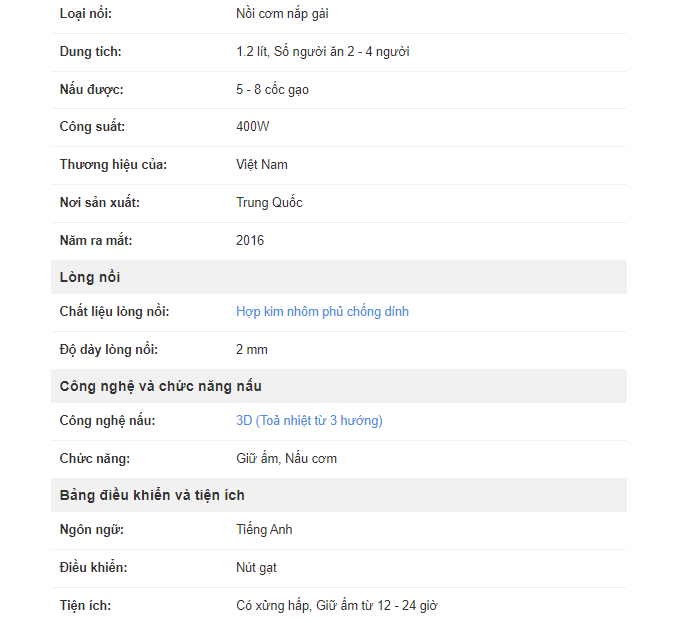 Loại nồi: Nồi cơm nắp gài
Dung tích: 1.2 lít, Số người ăn 2 - 4 người
Nấu được: 5 - 8 cốc gạo
Công suất: 400W
Thương hiệu của: Việt Nam
Nơi sản xuất: Trung Quốc
Năm ra mắt: 2016
Lòng nồi
Chất liệu lòng nồi: Hợp kim nhôm phủ chống dính
Độ dày lòng nồi: 2 mm
Công nghệ và chức năng nấu
Công nghệ nấu: 3D (Toả nhiệt từ 3 hướng)
Chức năng: Giữ ấm, Nấu cơm
Bảng điều khiển và tiện ích
Ngôn ngữ: Tiếng Anh
Điều khiển: Nút gạt
Tiện ích: Có xửng hấp, Giữ ấm từ 12 - 24 giờ